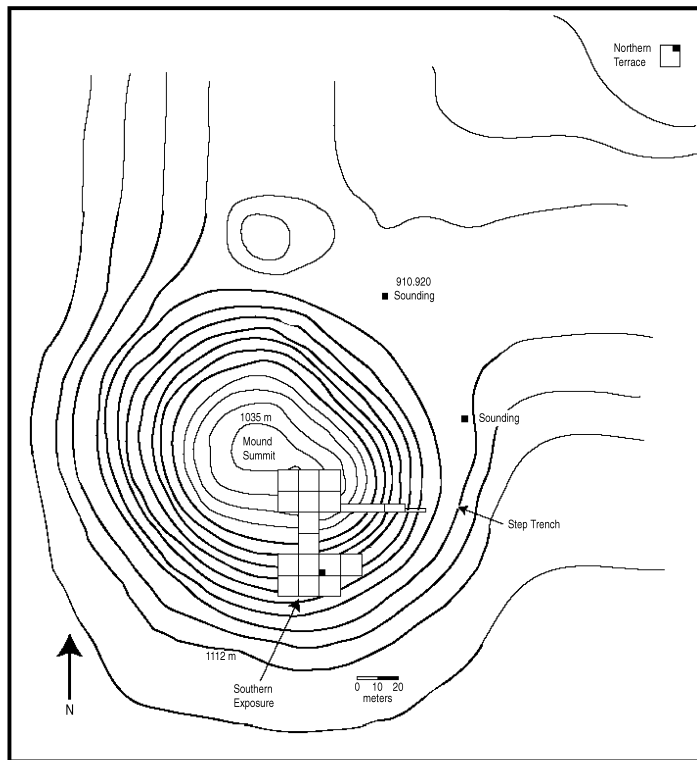 Northern
Terrace
910.920
Sounding
1035 m
Mound
Summit
Sounding
Step Trench
1112 m
Southern
Exposure
0 10 20
meters
N